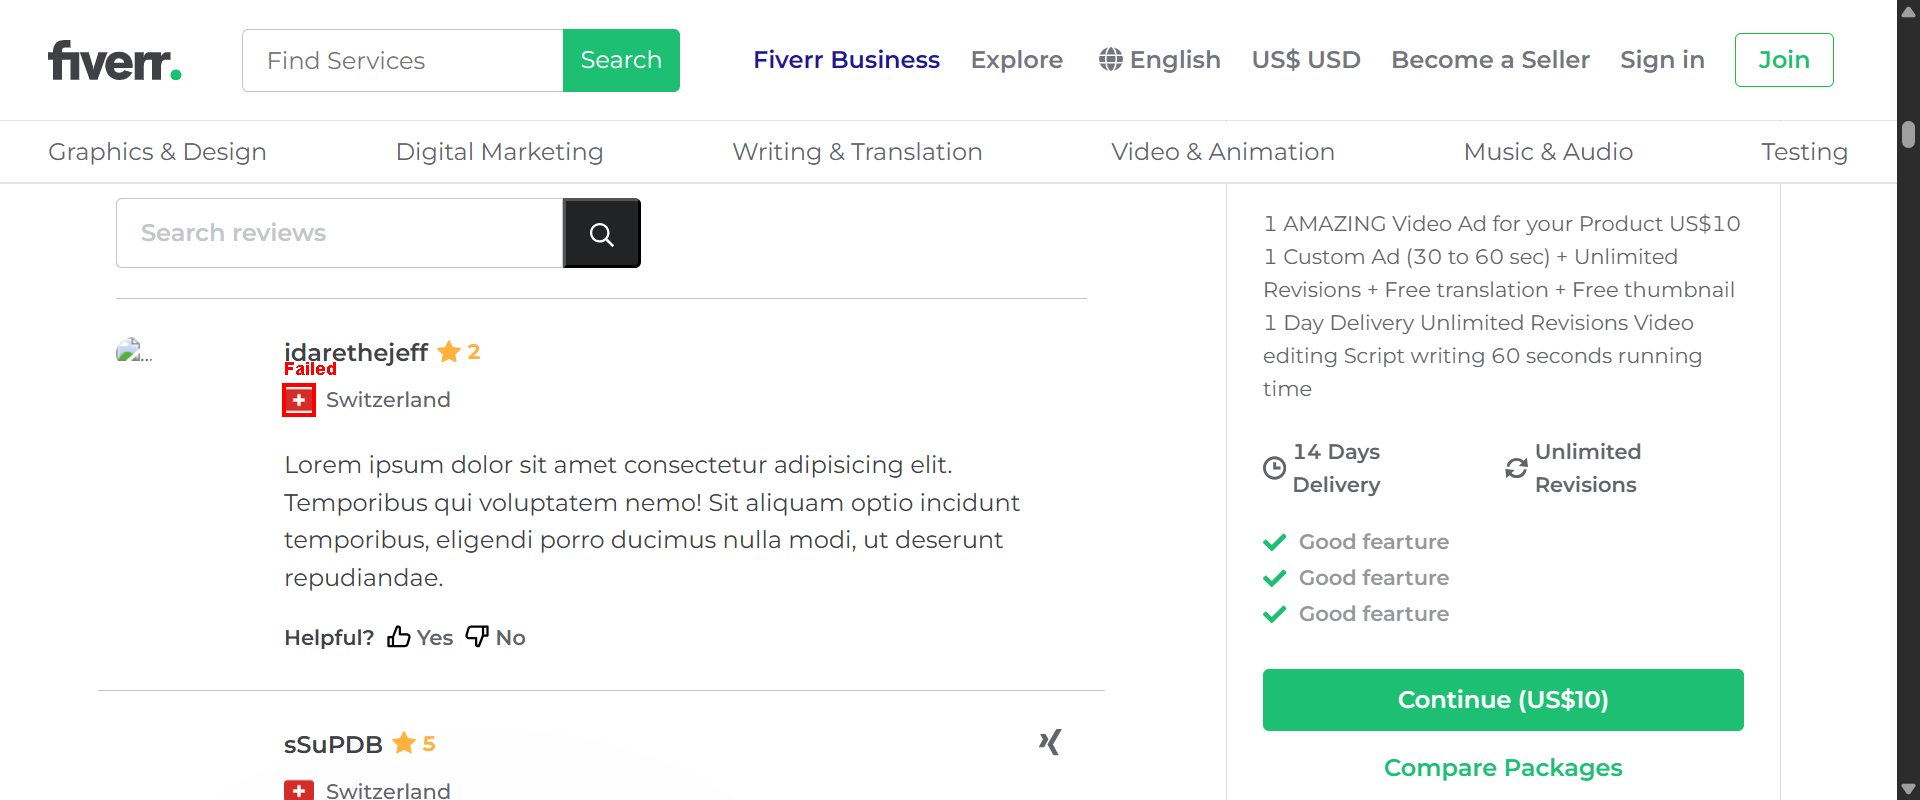 fiverr.
Find Services
Search
Fiverr Business
Explore
English
US$ USD
Become a Seller
Sign in
Join
Graphics & Design
Digital Marketing
Writing & Translation
Video & Animation
Music & Audio
Testing
Search reviews
...
idarethejeff 2
Failed
Switzerland
Lorem ipsum dolor sit amet consectetur adipisicing elit.
Temporibus qui voluptatem nemo! Sit aliquam optio incidunt
temporibus, eligendi porro ducimus nulla modi, ut deserunt
repudiandae.
Helpful? Yes No
sSuPDB 5
Switzerland
1 AMAZING Video Ad for your Product US$10
1 Custom Ad (30 to 60 sec) + Unlimited
Revisions + Free translation + Free thumbnail
1 Day Delivery Unlimited Revisions Video
editing Script writing 60 seconds running
time
14 Days
Delivery
Unlimited
Revisions
Good fearture
Good fearture
Good fearture
Continue (US$10)
Compare Packages